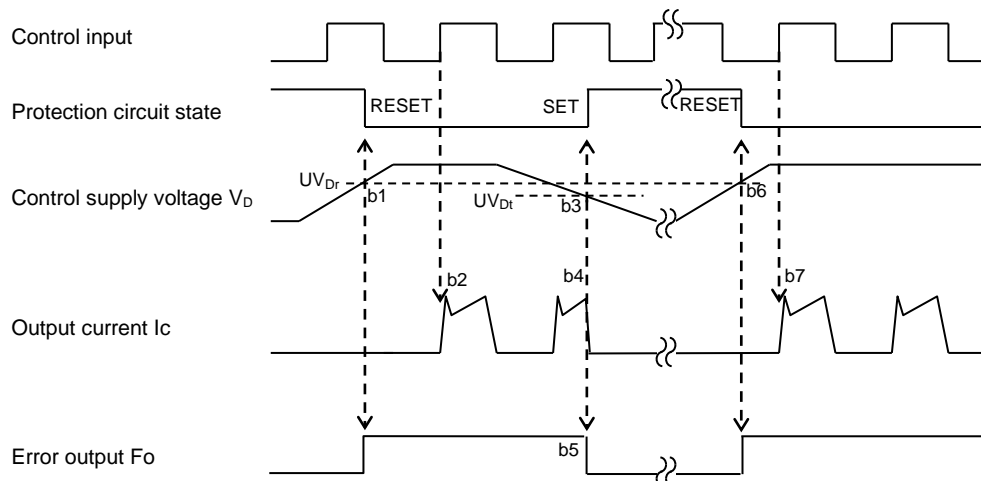 Control input
Protection circuit state
RESET
SET
RESET
Control supply voltage VD
UVDr
b1
UVDt
b3
b6
b2
b4
b7
Output current Ic
Error output Fo
b5